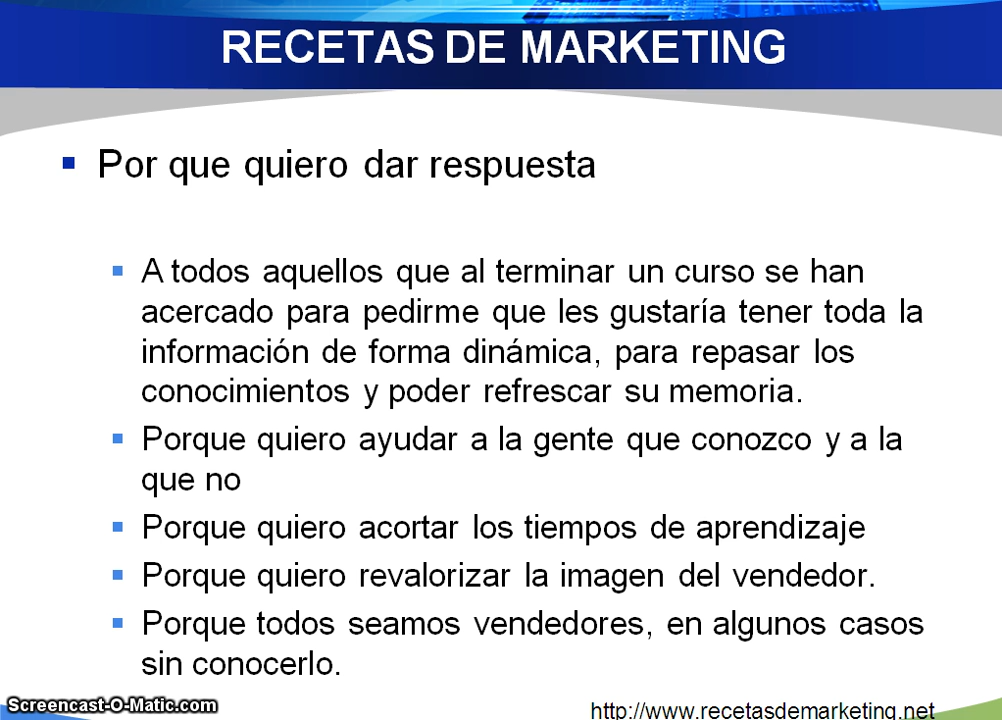 RECETAS DE MARKETING
Por que quiero dar respuesta
A todos aquellos que al terminar un curso se han
acercado para pedirme que les gustaría tener toda la
información de forma dinámica, para repasar los
conocimientos y poder refrescar su memoria.
Porque quiero ayudar a la gente que conozco y a la
que no
Porque quiero acortar los tiempos de aprendizaje
Porque quiero revalorizar la imagen del vendedor.
Porque todos seamos vendedores, en algunos casos
sin conocerlo.
Screencast-O-Matic.com
http://www.recetasdemarketing.net